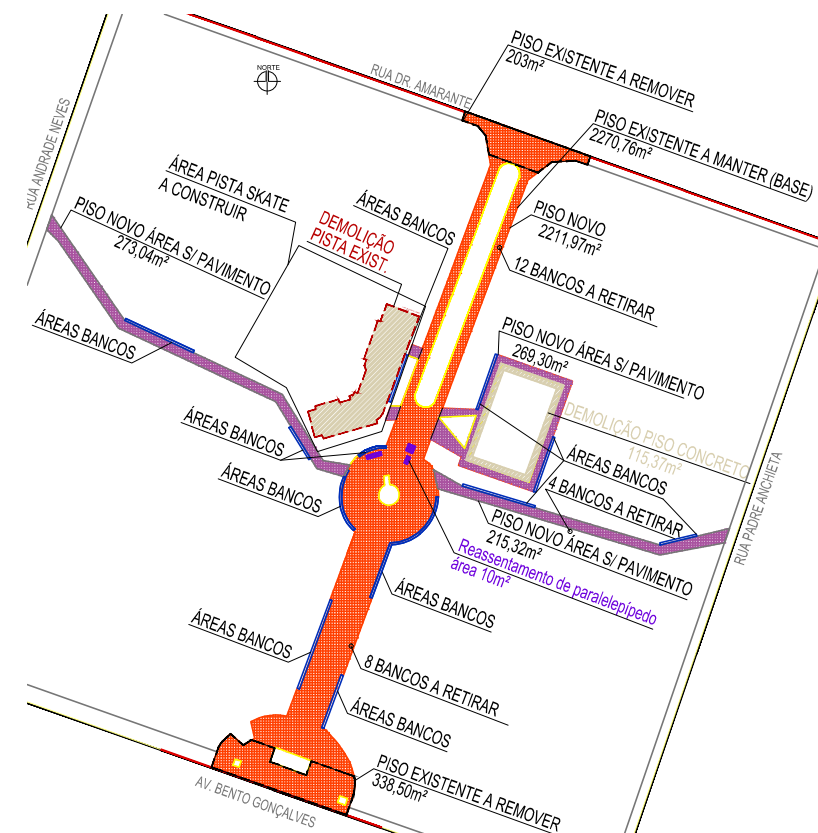 PISO EXISTENTE A REMOVER
203m²
RUA DR. AMARANTE
NORTE
RUA ANDRADE NEVES
PISO EXISTENTE A MANTER (BASE)
2270,76m²
ÁREA PISTA SKATE
A CONSTRUIR
ÁREAS BANCOS
PISO NOVO ÁREA S/ PAVIMENTO
273,04m²
DEMOLIÇÃO
PISTA EXIST.
PISO NOVO
2211,97m²
12 BANCOS A RETIRAR
ÁREAS BANCOS
PISO NOVO ÁREA S/ PAVIMENTO
269,30m²
DEMOLIÇÃO PISO CONCRETO
115,37m²
ÁREAS BANCOS
ÁREAS BANCOS
ÁREAS BANCOS
4 BANCOS A RETIRAR
RUA PADRE ANCHIETA
PISO NOVO ÁREA S/ PAVIMENTO
215,32m²
Reassentamento de paralelepípedo
área 10m²
ÁREAS BANCOS
ÁREAS BANCOS
8 BANCOS A RETIRAR
ÁREAS BANCOS
PISO EXISTENTE A REMOVER
338,50m²
AV. BENTO GONÇALVES